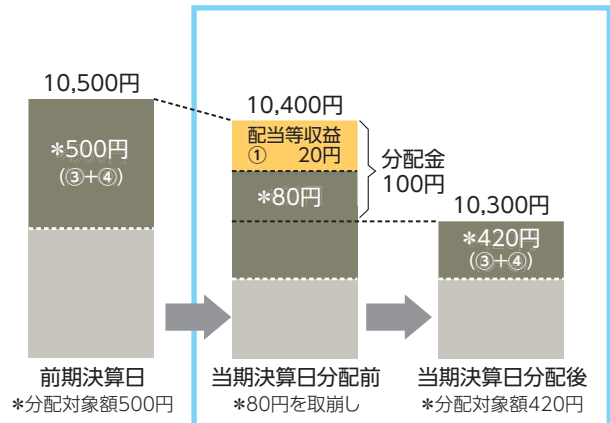 10,500円
＊500円
(③+④)
前期決算日
＊分配対象額500円
10,400円
配当等収益
① 20円
＊80円
分配金
100円
当期決算日分配前
＊80円を取崩し
10,300円
＊420円
(③+④)
当期決算日分配後
＊分配対象額420円